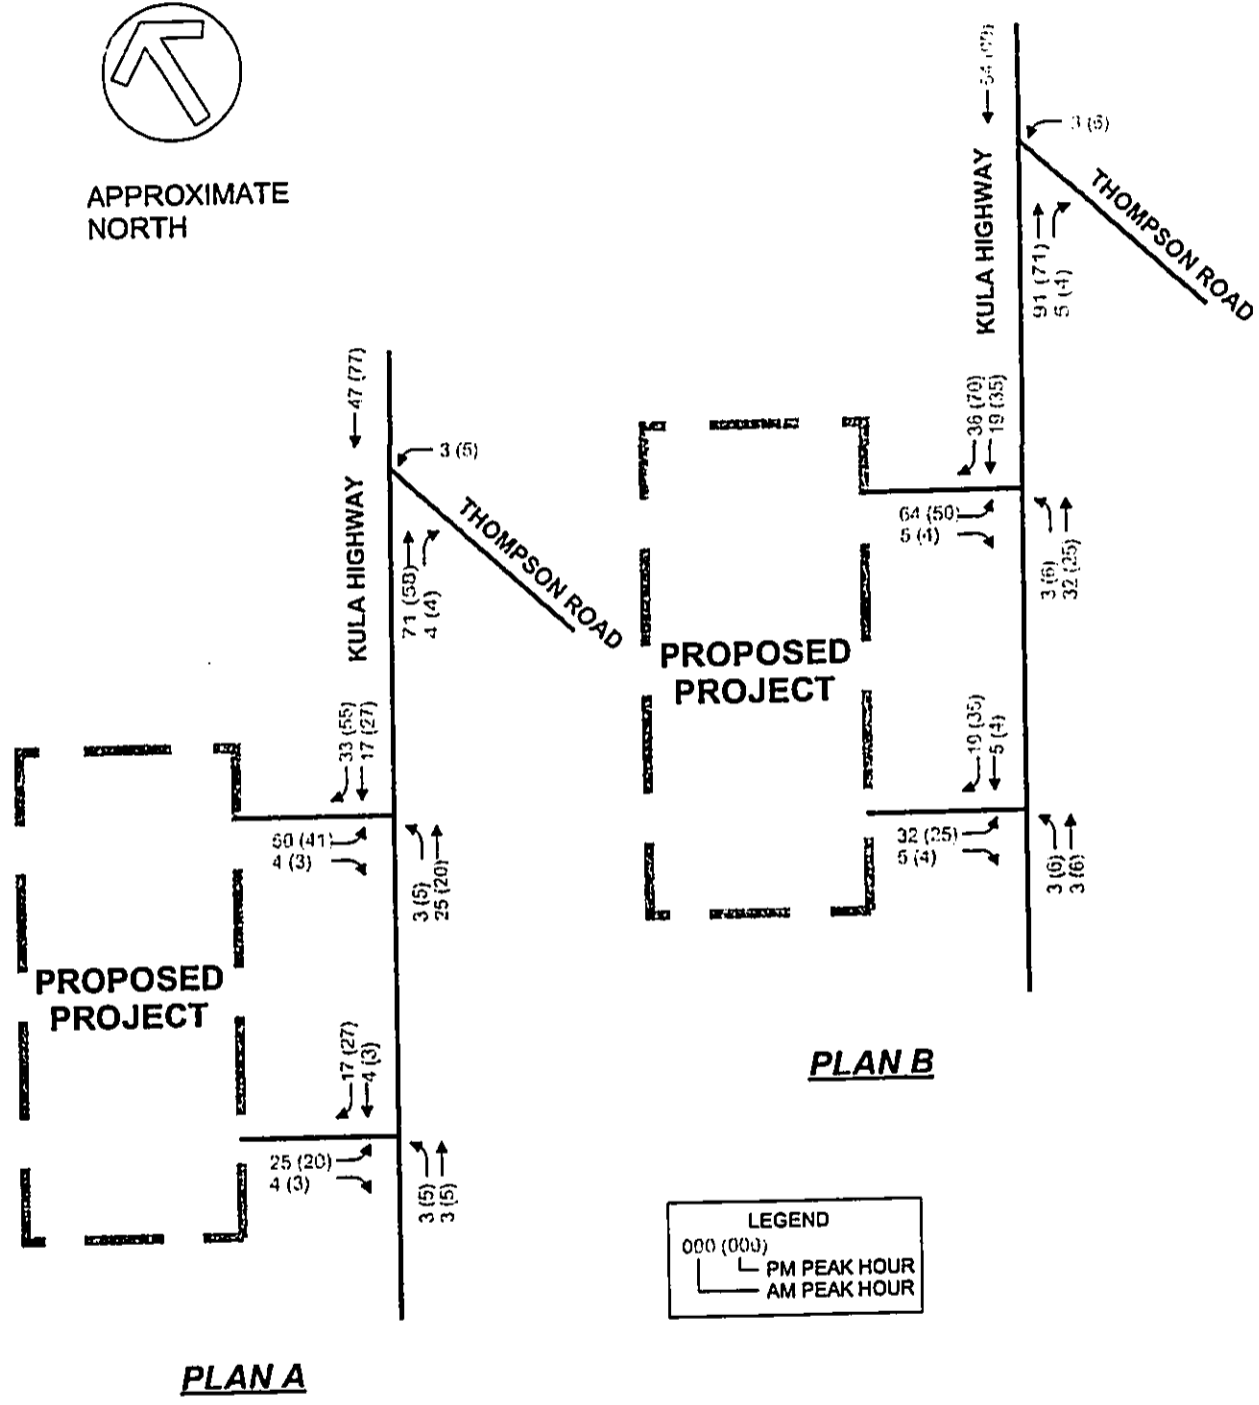 APPROXIMATE
NORTH
47 (77)
3 (5)
KULA HIGHWAY
THOMPSON ROAD
71 (58)
4 (4)
33 (55)
17 (27)
50 (41)
4 (3)
3 (5)
25 (20)
PROPOSED
PROJECT
17 (27)
4 (3)
25 (20)
4 (3)
3 (5)
3 (5)
PLAN A
3 (6)
KULA HIGHWAY
THOMPSON ROAD
91 (71)
5 (4)
36 (70)
19 (35)
64 (50)
5 (4)
3 (6)
32 (25)
PROPOSED
PROJECT
19 (35)
5 (4)
32 (25)
5 (4)
3 (6)
3 (6)
PLAN B
LEGEND
000 (000)
PM PEAK HOUR
AM PEAK HOUR